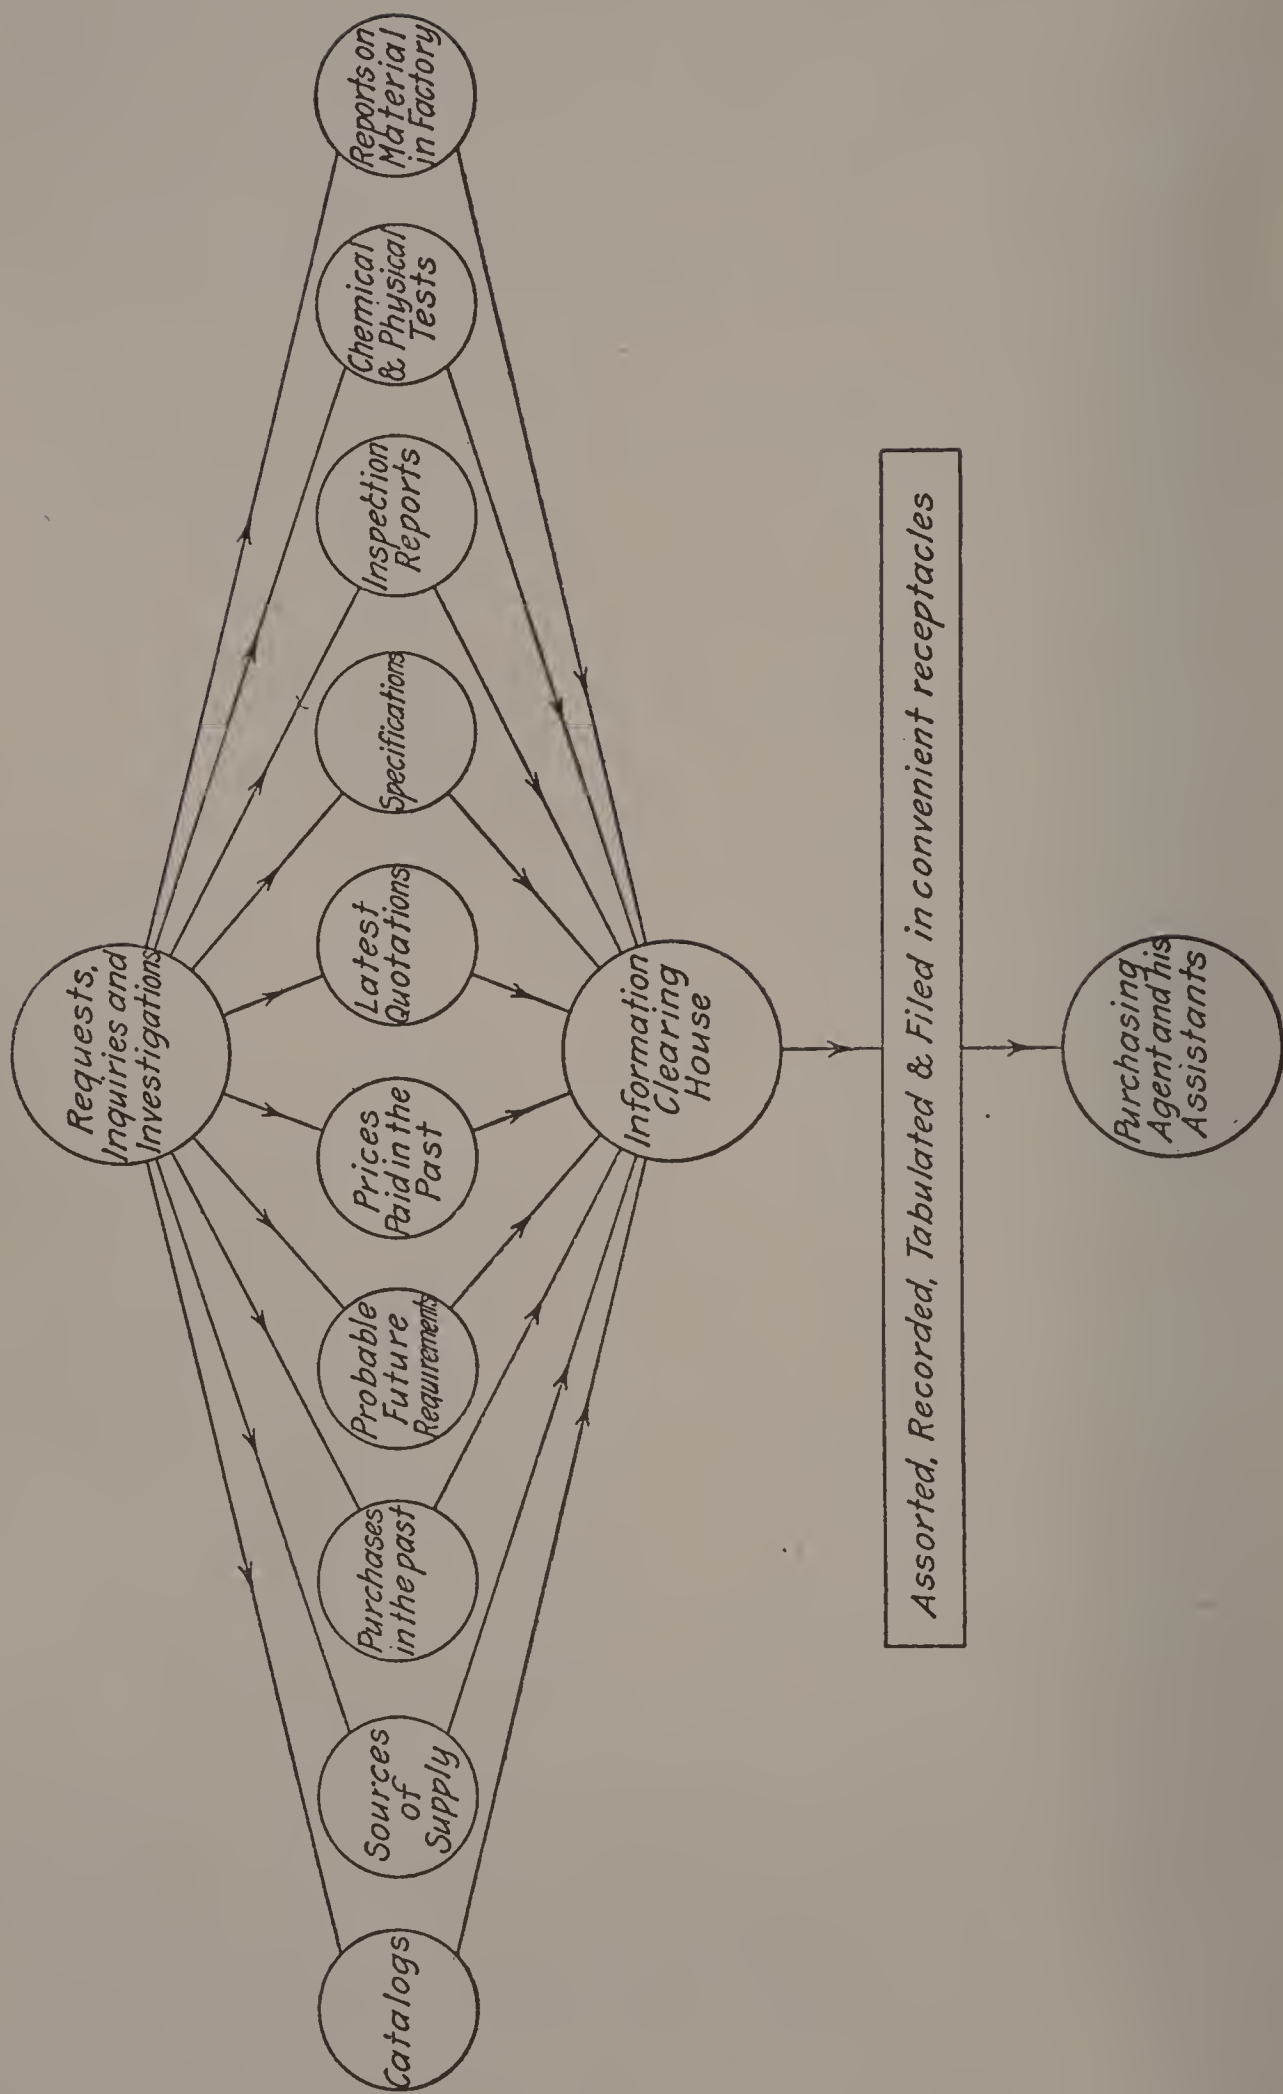 Requests,
Inquiries and
Investigations
Catalogs
Sources
of
Supply
Purchases
in the past
Probable
Future
Requirements
Prices
Paid in the
Past
Latest
Quotations
Specifications
Inspection
Reports
Chemical
& Physical
Tests
Reports on
Material
in Factory
Information
Clearing
House
Assorted, Recorded, Tabulated & Filed in convenient receptacles
Purchasing
Agent and his
Assistants